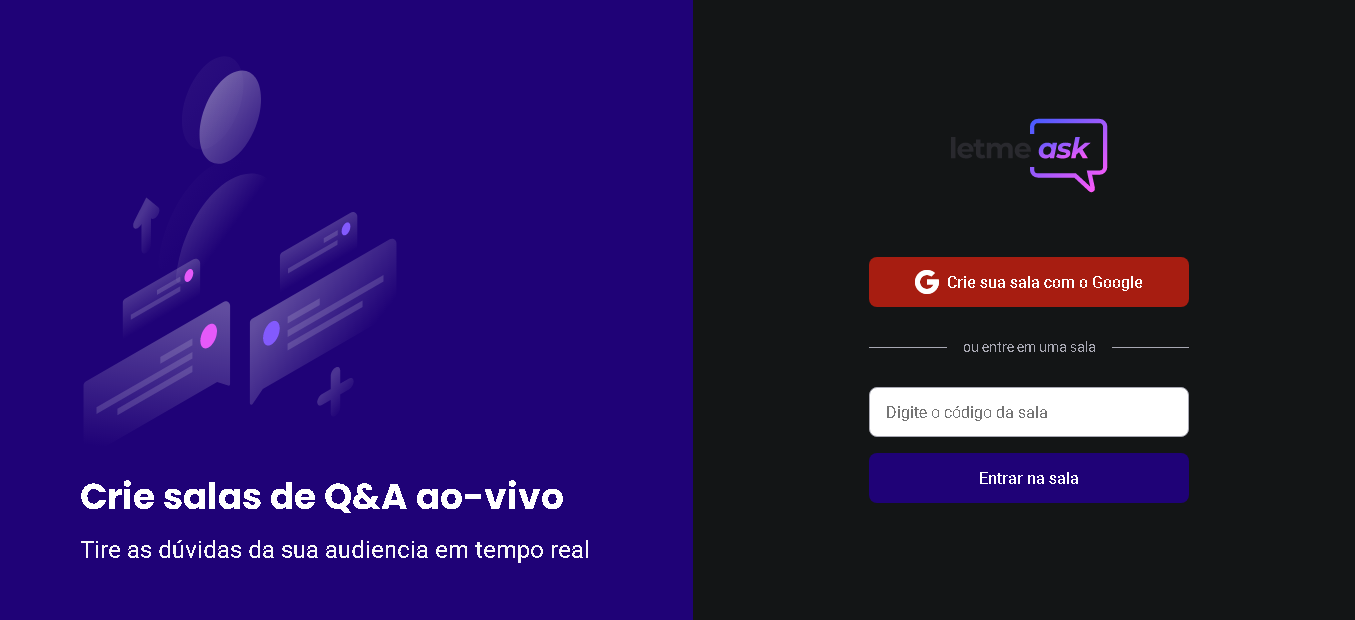 Crie salas de Q&A ao-vivo
Tire as dúvidas da sua audiencia em tempo real
letme ask
Crie sua sala com o Google
ou entre em uma sala
Digite o código da sala
Entrar na sala